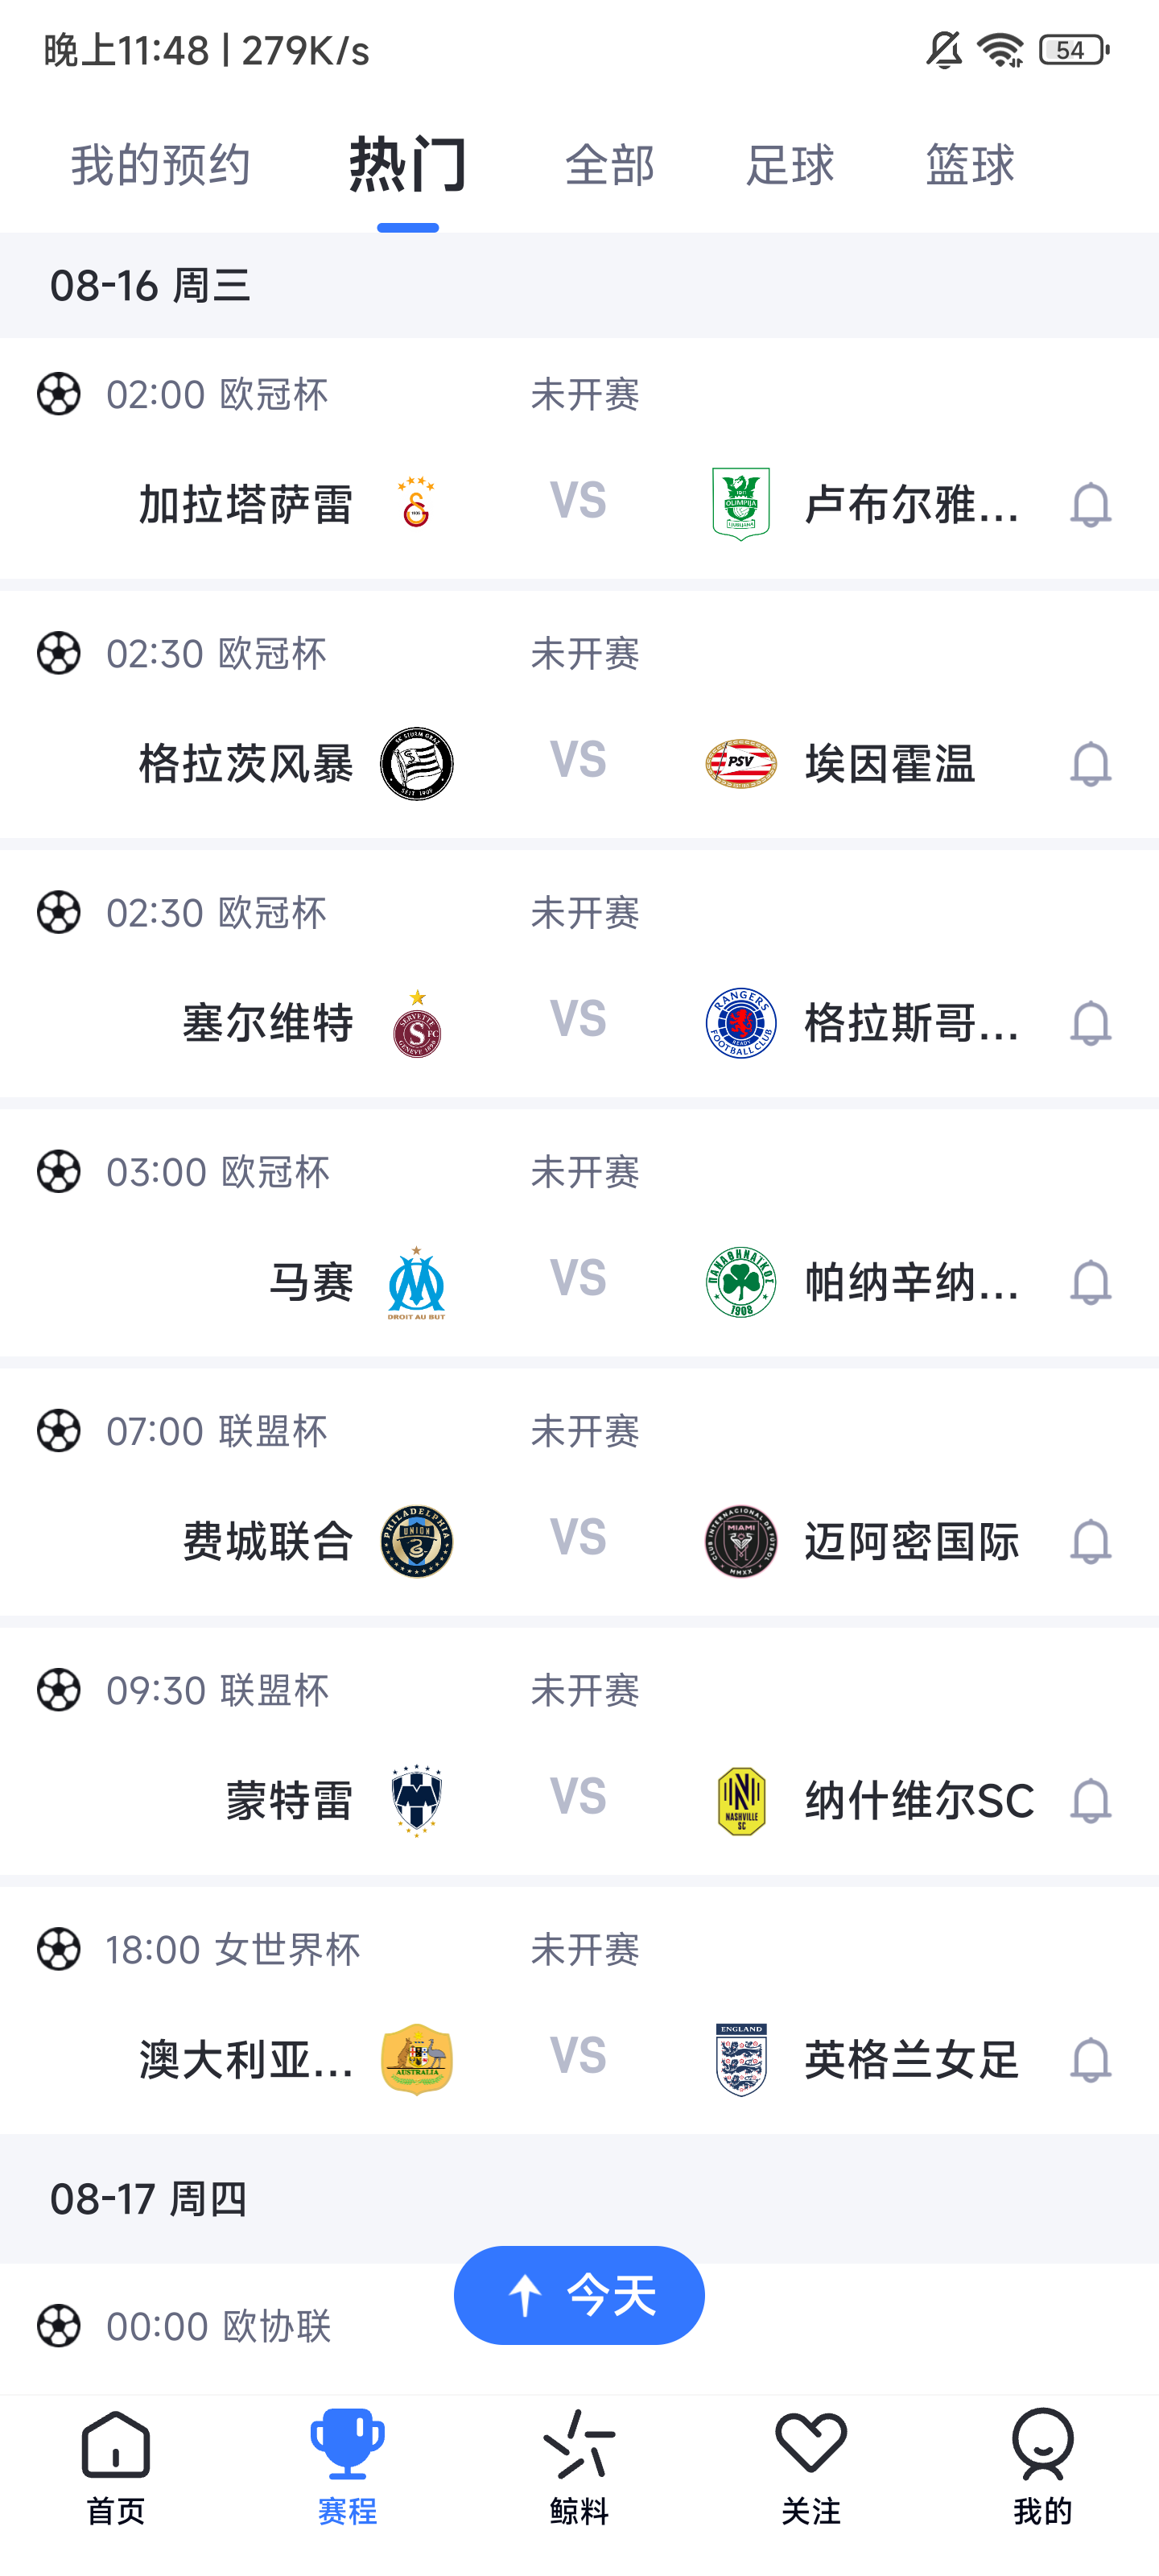 晚上11:48 | 279K/s 54
我的预约 热门 全部 足球 篮球
08-16 周三
02:00 欧冠杯 未开赛
加拉塔萨雷 VS 卢布尔雅...
02:30 欧冠杯 未开赛
格拉茨风暴 VS PSV 埃因霍温
02:30 欧冠杯 未开赛
塞尔维特 VS 格拉斯哥...
03:00 欧冠杯 未开赛
马赛 DROIT AU BUT VS 帕纳辛纳...
07:00 联盟杯 未开赛
费城联合 VS 迈阿密国际
09:30 联盟杯 未开赛
蒙特雷 VS NASHVILLE SC 纳什维尔SC
18:00 女世界杯 未开赛
澳大利亚... AUSTRALIA VS ENGLAND 英格兰女足
08-17 周四
今天
00:00 欧协联
首页 赛程 鲸料 关注 我的